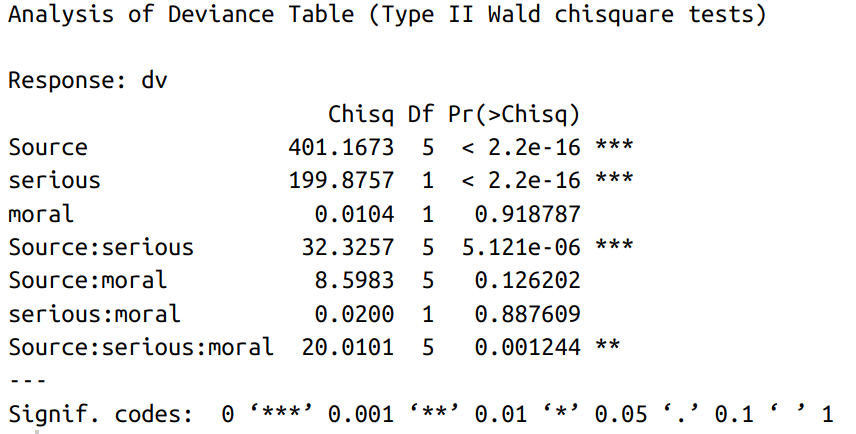 Analysis of Deviance Table (Type II Wald chisquare tests)
Response: dv
Chisq Df Pr(>Chisq)
Source 401.1673 5 < 2.2e-16 ***
serious 199.8757 1 < 2.2e-16 ***
moral 0.0104 1 0.918787
Source:serious 32.3257 5 5.121e-06 ***
Source:moral 8.5983 5 0.126202
serious:moral 0.0200 1 0.887609
Source:serious:moral 20.0101 5 0.001244 **
---
Signif. codes: 0 ‘***’ 0.001 ‘**’ 0.01 ‘*’ 0.05 ‘.’ 0.1 ‘ ’ 1